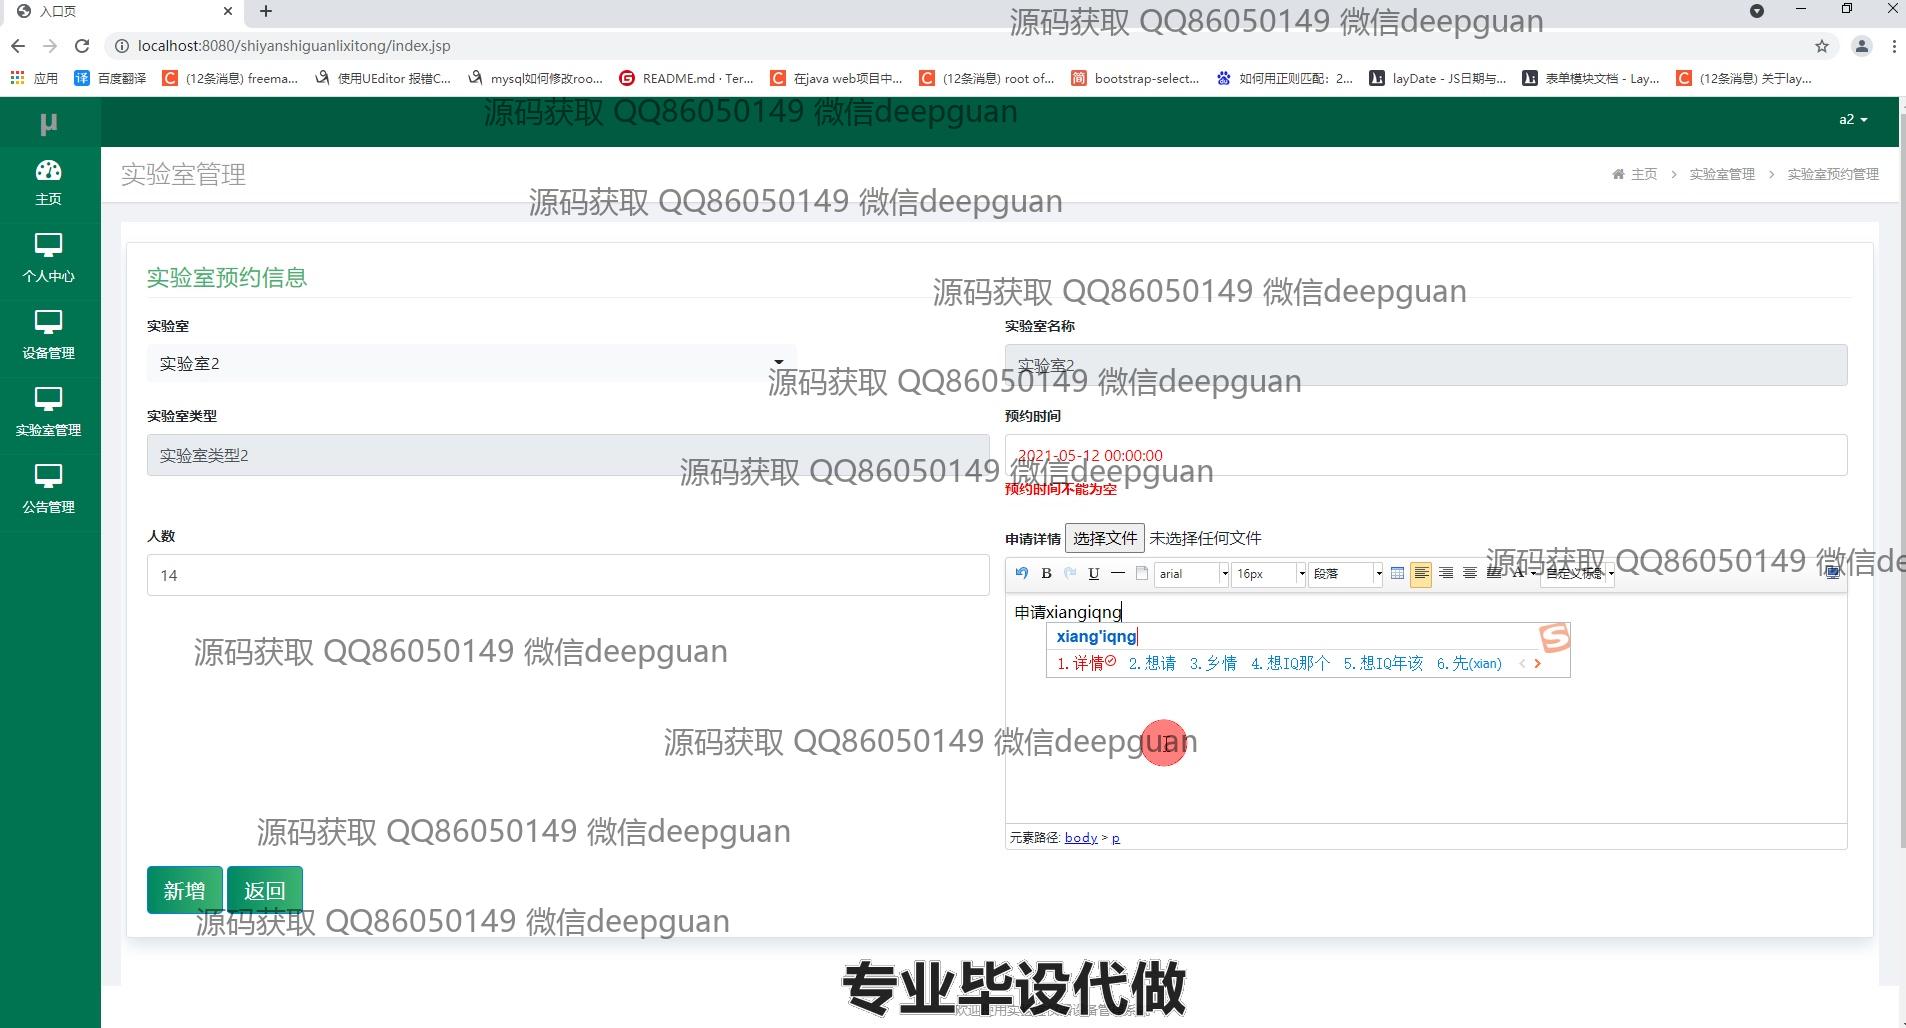 入口页
源码获取 QQ86050149 微信deepguan
localhost:8080/shiyanshiguanlixitong/index.jsp
应用 百度翻译 (12条消息) freema... 使用UEditor 报错C... mysql如何修改roo... README.md · Ter... 在java web项目中... (12条消息) root of... bootstrap-select... 如何用正则匹配：2... layDate - JS日期与... 表单模块文档 - Lay... (12条消息) 关于lay...
源码获取 QQ86050149 微信deepguan
μ
a2
主页
个人中心
设备管理
实验室管理
公告管理
实验室管理
主页 > 实验室管理 > 实验室预约管理
源码获取 QQ86050149 微信deepguan
实验室预约信息
源码获取 QQ86050149 微信deepguan
实验室
实验室2
实验室名称
实验室2
源码获取 QQ86050149 微信deepguan
实验室类型
实验室类型2
预约时间
2021-05-12 00:00:00
源码获取 QQ86050149 微信deepguan
预约时间不能为空
人数
14
申请详情 选择文件 未选择任何文件
源码获取 QQ86050149 微信de
B U arial 16px 段落 A 自定义标题
申请xiangiqng
xiang'iqng
1.详情 2.想请 3.乡情 4.想IQ那个 5.想IQ年该 6.先(xian)
源码获取 QQ86050149 微信deepguan
源码获取 QQ86050149 微信deepguan
源码获取 QQ86050149 微信deepguan
元素路径: body > p
新增 返回
源码获取 QQ86050149 微信deepguan
专业毕设代做